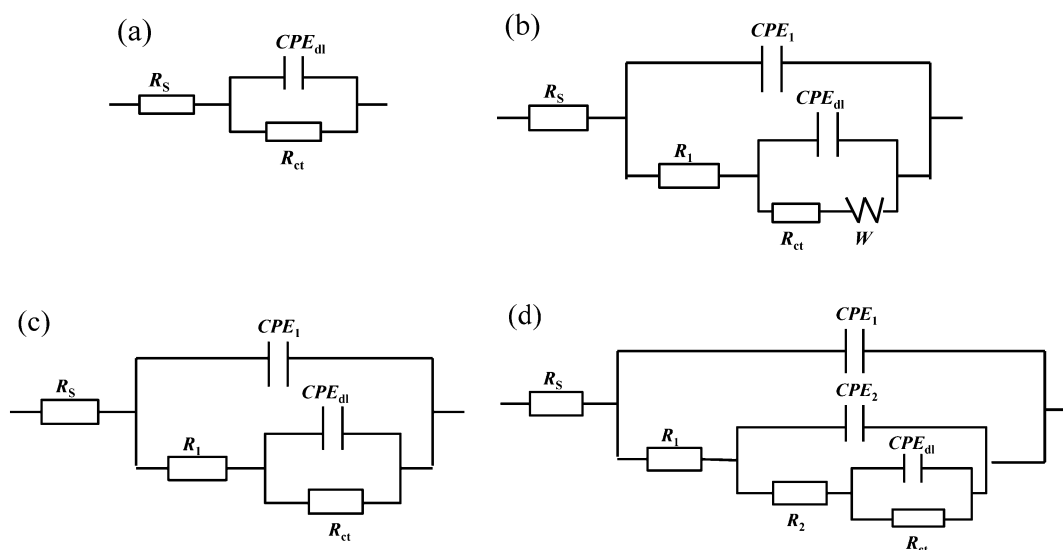 (a)
CPEdl
RS
Rct
(b)
CPE1
RS
CPEdl
R1
Rct
W
(c)
CPE1
RS
CPEdl
R1
Rct
(d)
CPE1
RS
CPE2
R1
CPEdl
R2
Rct